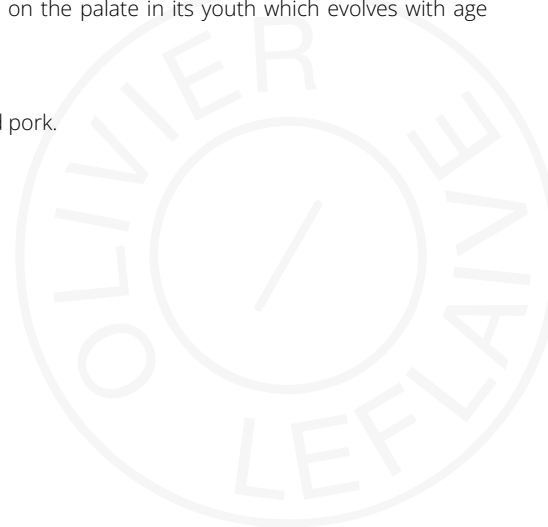 on the palate in its youth which evolves with age
pork.
OLIVIER
LEFLAIVE